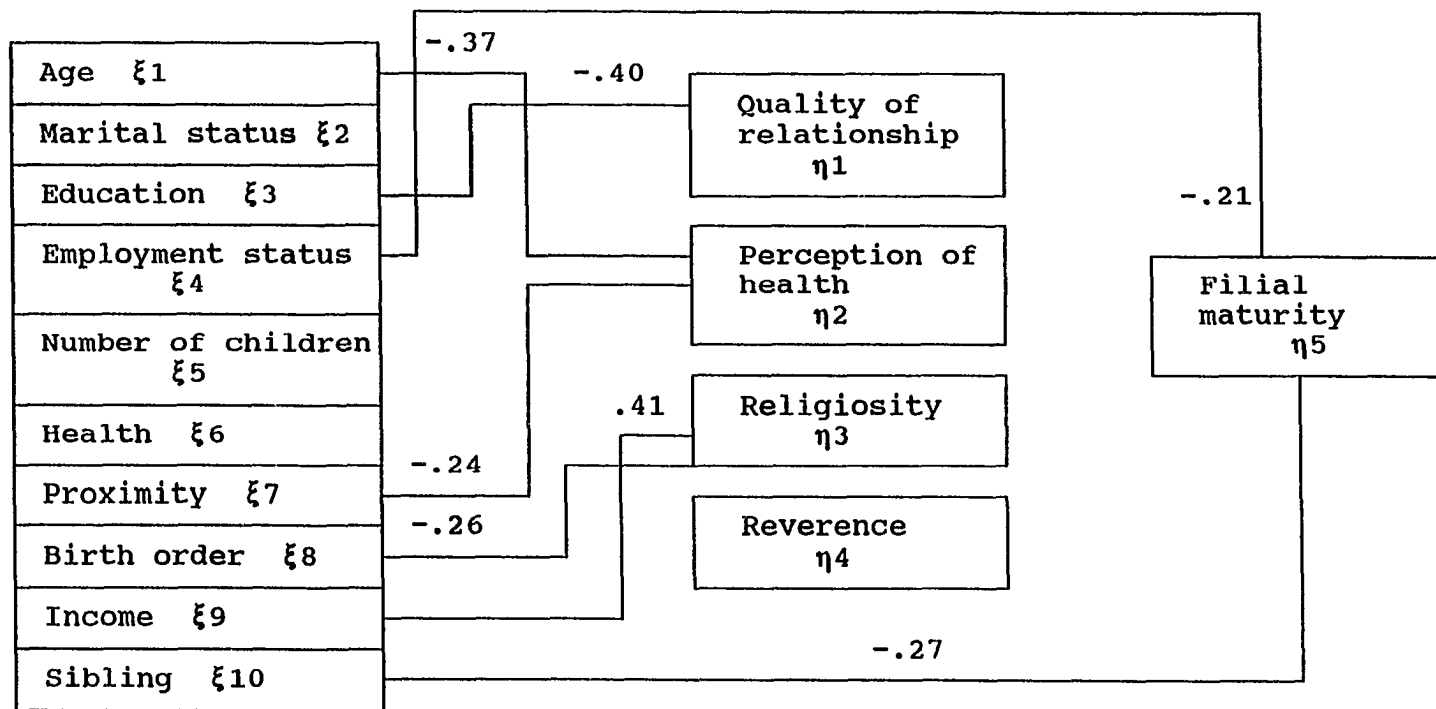 Age ξ1
Marital status ξ2
Education ξ3
Employment status
ξ4
Number of children
ξ5
Health ξ6
Proximity ξ7
Birth order ξ8
Income ξ9
Sibling ξ10
-.37
-.40
-.24
-.26
.41
Quality of
relationship
η1
Perception of
health
η2
Religiosity
η3
Reverence
η4
-.21
-.27
Filial
maturity
η5